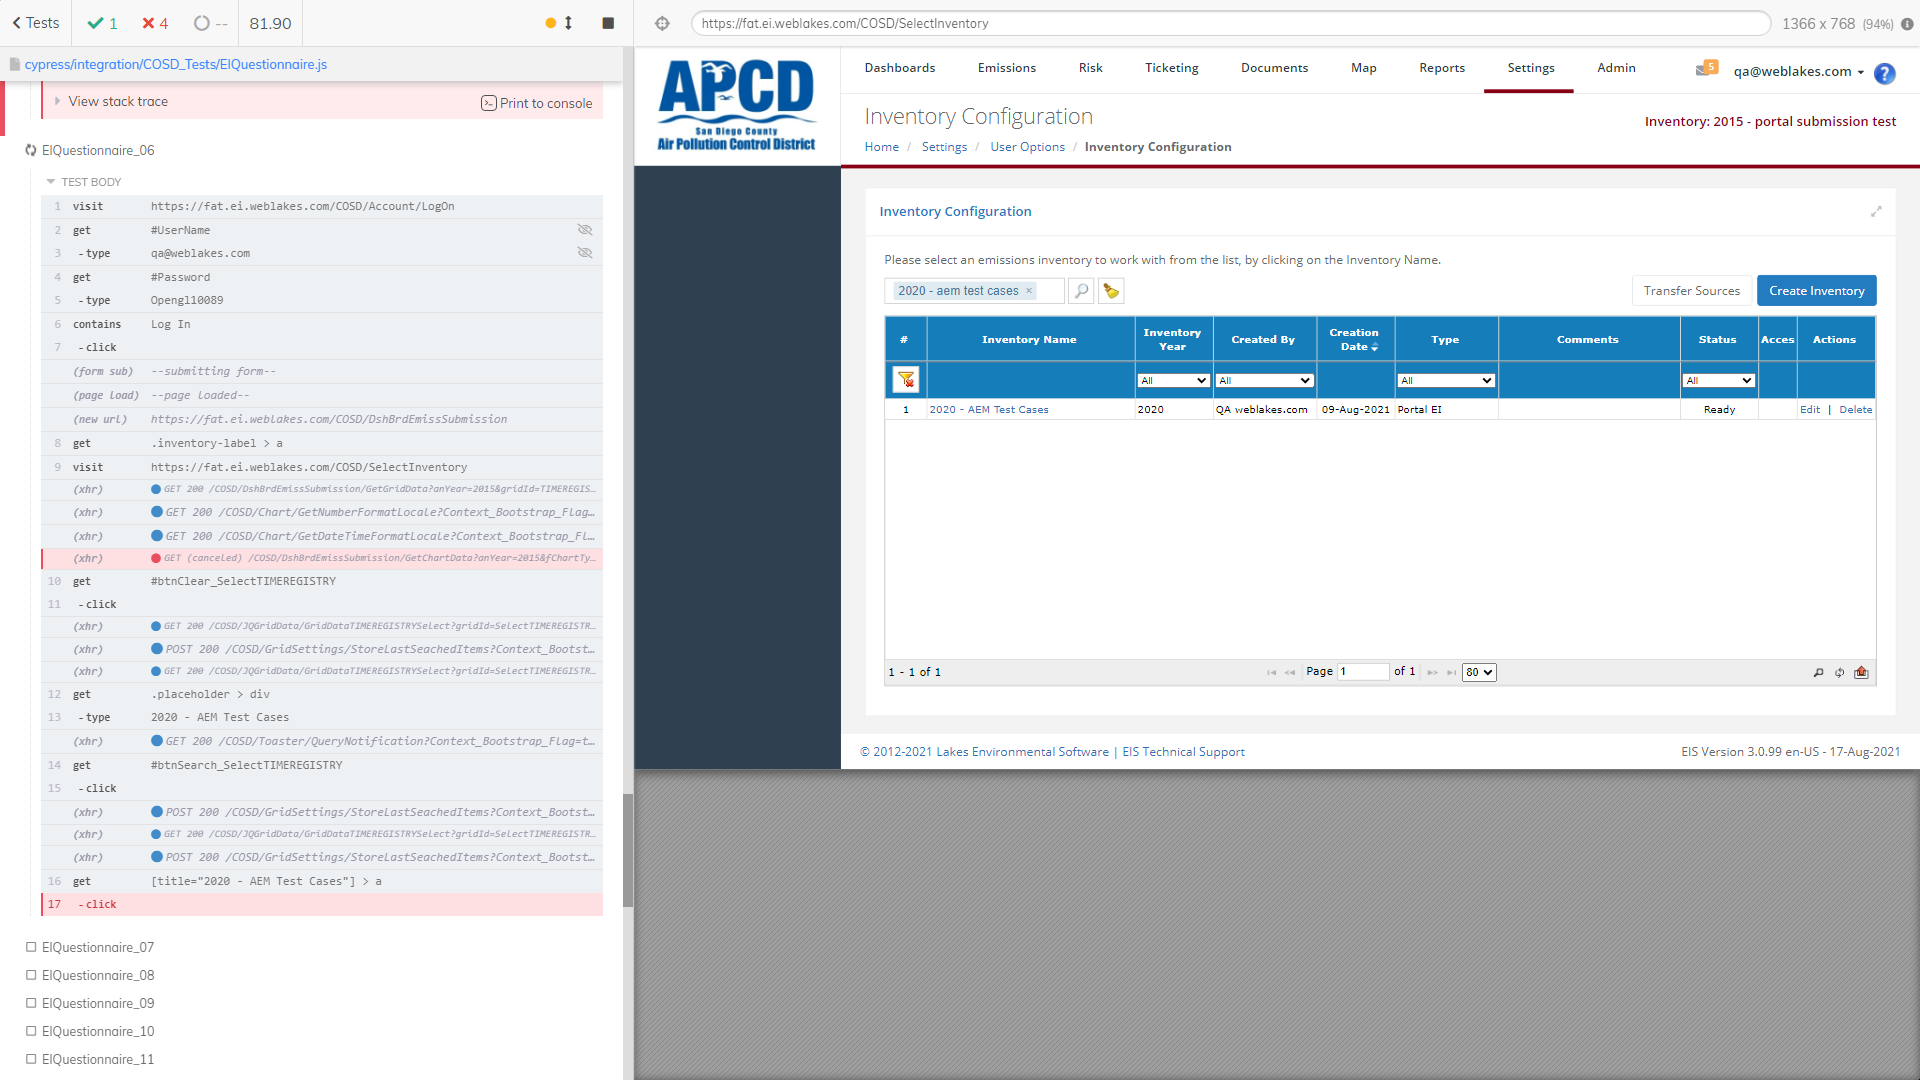 Tests
1
4
--
81.90
https://fat.ei.weblakes.com/COSD/SelectInventory
1366 x 768 (94%)
cypress/integration/COSD_Tests/EIQuestionnaire.js
View stack trace
Print to console
EIQuestionnaire_06
TEST BODY
1 visit https://fat.ei.weblakes.com/COSD/Account/LogOn
2 get #UserName
3 -type qa@weblakes.com
4 get #Password
5 -type Opengl10089
6 contains Log In
7 -click
(form sub) --submitting form--
(page load) --page loaded--
(new url) https://fat.ei.weblakes.com/COSD/DshBrdEmissSubmission
8 get .inventory-label > a
9 visit https://fat.ei.weblakes.com/COSD/SelectInventory
(xhr) GET 200 /COSD/DshBrdEmissSubmission/GetGridData?anYear=2015&gridId=TIMEREGIS...
(xhr) GET 200 /COSD/Chart/GetNumberFormatLocale?Context_Bootstrap_Flag...
(xhr) GET 200 /COSD/Chart/GetDateTimeFormatLocale?Context_Bootstrap_Fl...
(xhr) GET (canceled) /COSD/DshBrdEmissSubmission/GetChartData?anYear=2015&fChartTy...
10 get #btnClear_SelectTIMEREGISTRY
11 -click
(xhr) GET 200 /COSD/JQGridData/GridDataTIMEREGISTRYSelect?gridId=SelectTIMEREGISTR...
(xhr) POST 200 /COSD/GridSettings/StoreLastSeachedItems?Context_Bootst...
(xhr) GET 200 /COSD/JQGridData/GridDataTIMEREGISTRYSelect?gridId=SelectTIMEREGISTR...
12 get .placeholder > div
13 -type 2020 - AEM Test Cases
(xhr) GET 200 /COSD/Toaster/QueryNotification?Context_Bootstrap_Flag=t...
14 get #btnSearch_SelectTIMEREGISTRY
15 -click
(xhr) POST 200 /COSD/GridSettings/StoreLastSeachedItems?Context_Bootst...
(xhr) GET 200 /COSD/JQGridData/GridDataTIMEREGISTRYSelect?gridId=SelectTIMEREGISTR...
(xhr) POST 200 /COSD/GridSettings/StoreLastSeachedItems?Context_Bootst...
16 get [title="2020 - AEM Test Cases"] > a
17 -click
EIQuestionnaire_07
EIQuestionnaire_08
EIQuestionnaire_09
EIQuestionnaire_10
EIQuestionnaire_11
APCD
San Diego County
Air Pollution Control District
Dashboards Emissions Risk Ticketing Documents Map Reports Settings Admin
5
qa@weblakes.com
?
Inventory Configuration
Inventory: 2015 - portal submission test
Home / Settings / User Options / Inventory Configuration
Inventory Configuration
Please select an emissions inventory to work with from the list, by clicking on the Inventory Name.
2020 - aem test cases ×
Transfer Sources
Create Inventory
# Inventory Name Inventory Year Created By Creation Date Type Comments Status Acces Actions
All All All All
1 2020 - AEM Test Cases 2020 QA weblakes.com 09-Aug-2021 Portal EI Ready Edit | Delete
1 - 1 of 1
Page 1 of 1
80
© 2012-2021 Lakes Environmental Software | EIS Technical Support
EIS Version 3.0.99 en-US - 17-Aug-2021